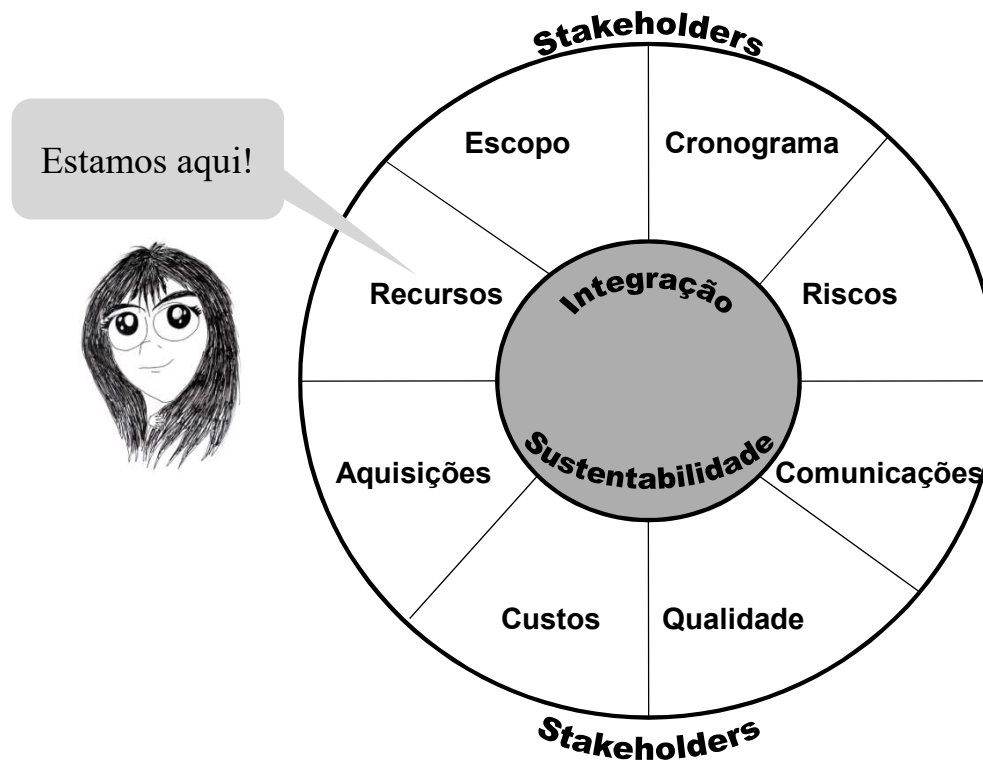 Stakeholders
Escopo
Cronograma
Estamos aqui!
Recursos
Integração
Riscos
Aquisições
Sustentabilidade
Comunicações
Custos
Qualidade
Stakeholders